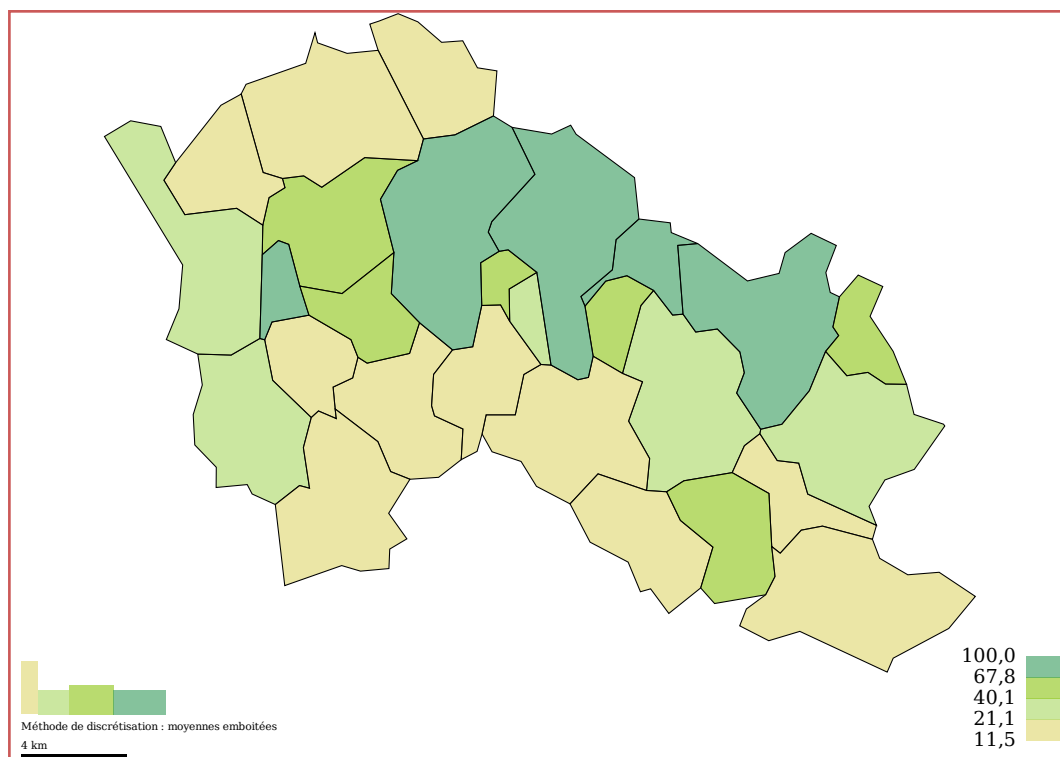 100,0
67,8
40,1
21,1
11,5
Méthode de discrétisation : moyennes emboitées
4 km